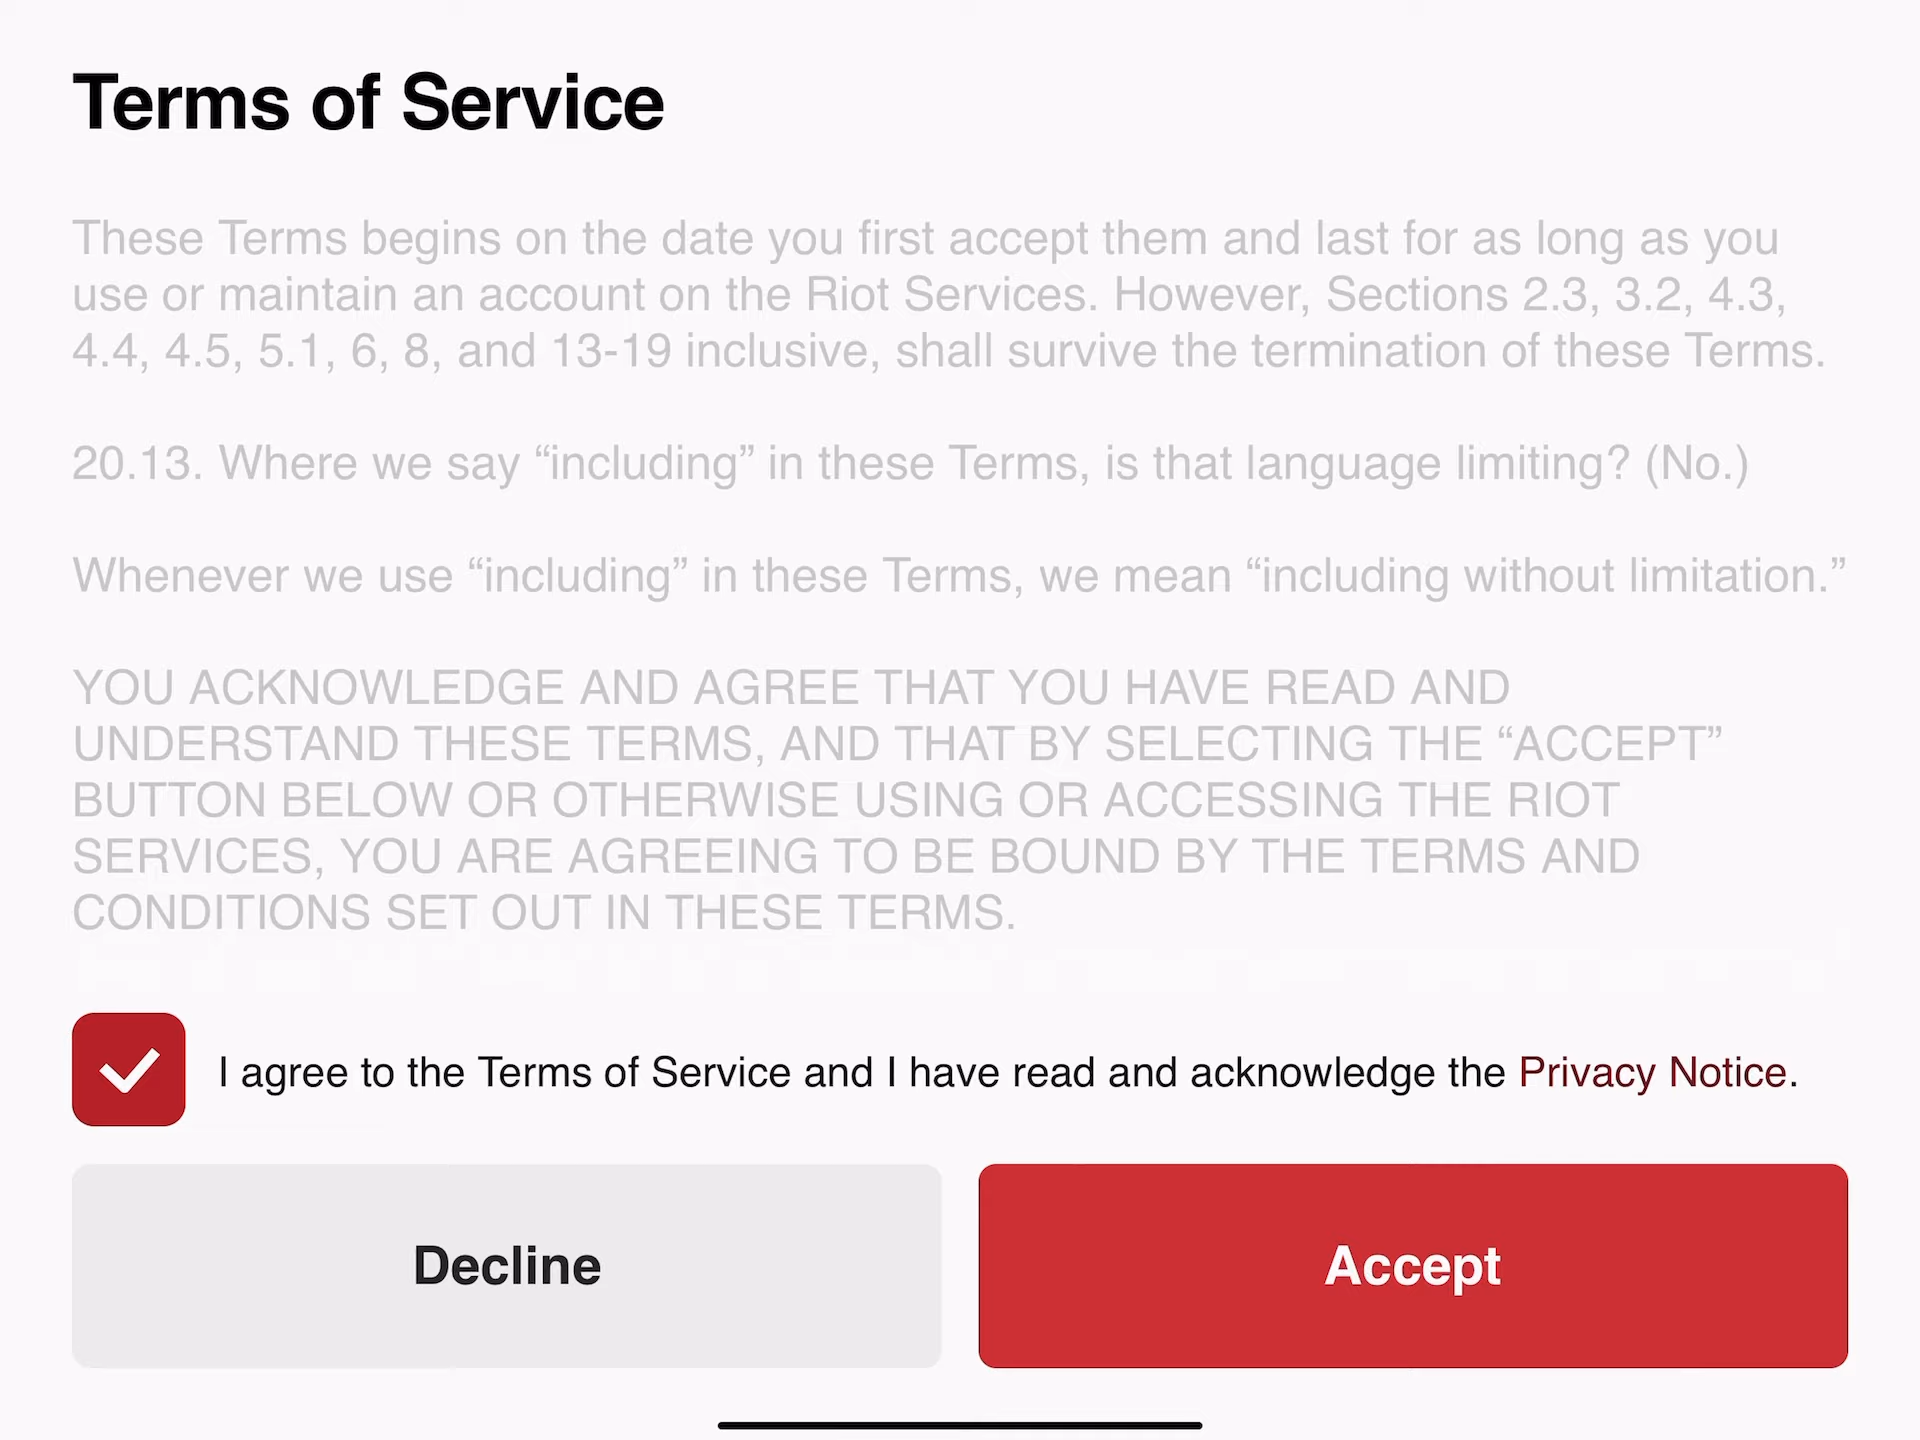 Terms of Service
These Terms begins on the date you first accept them and last for as long as you
use or maintain an account on the Riot Services. However, Sections 2.3, 3.2, 4.3,
4.4, 4.5, 5.1, 6, 8, and 13-19 inclusive, shall survive the termination of these Terms.
20.13. Where we say “including” in these Terms, is that language limiting? (No.)
Whenever we use “including” in these Terms, we mean “including without limitation.”
YOU ACKNOWLEDGE AND AGREE THAT YOU HAVE READ AND
UNDERSTAND THESE TERMS, AND THAT BY SELECTING THE “ACCEPT”
BUTTON BELOW OR OTHERWISE USING OR ACCESSING THE RIOT
SERVICES, YOU ARE AGREEING TO BE BOUND BY THE TERMS AND
CONDITIONS SET OUT IN THESE TERMS.
I agree to the Terms of Service and I have read and acknowledge the Privacy Notice.
Decline
Accept